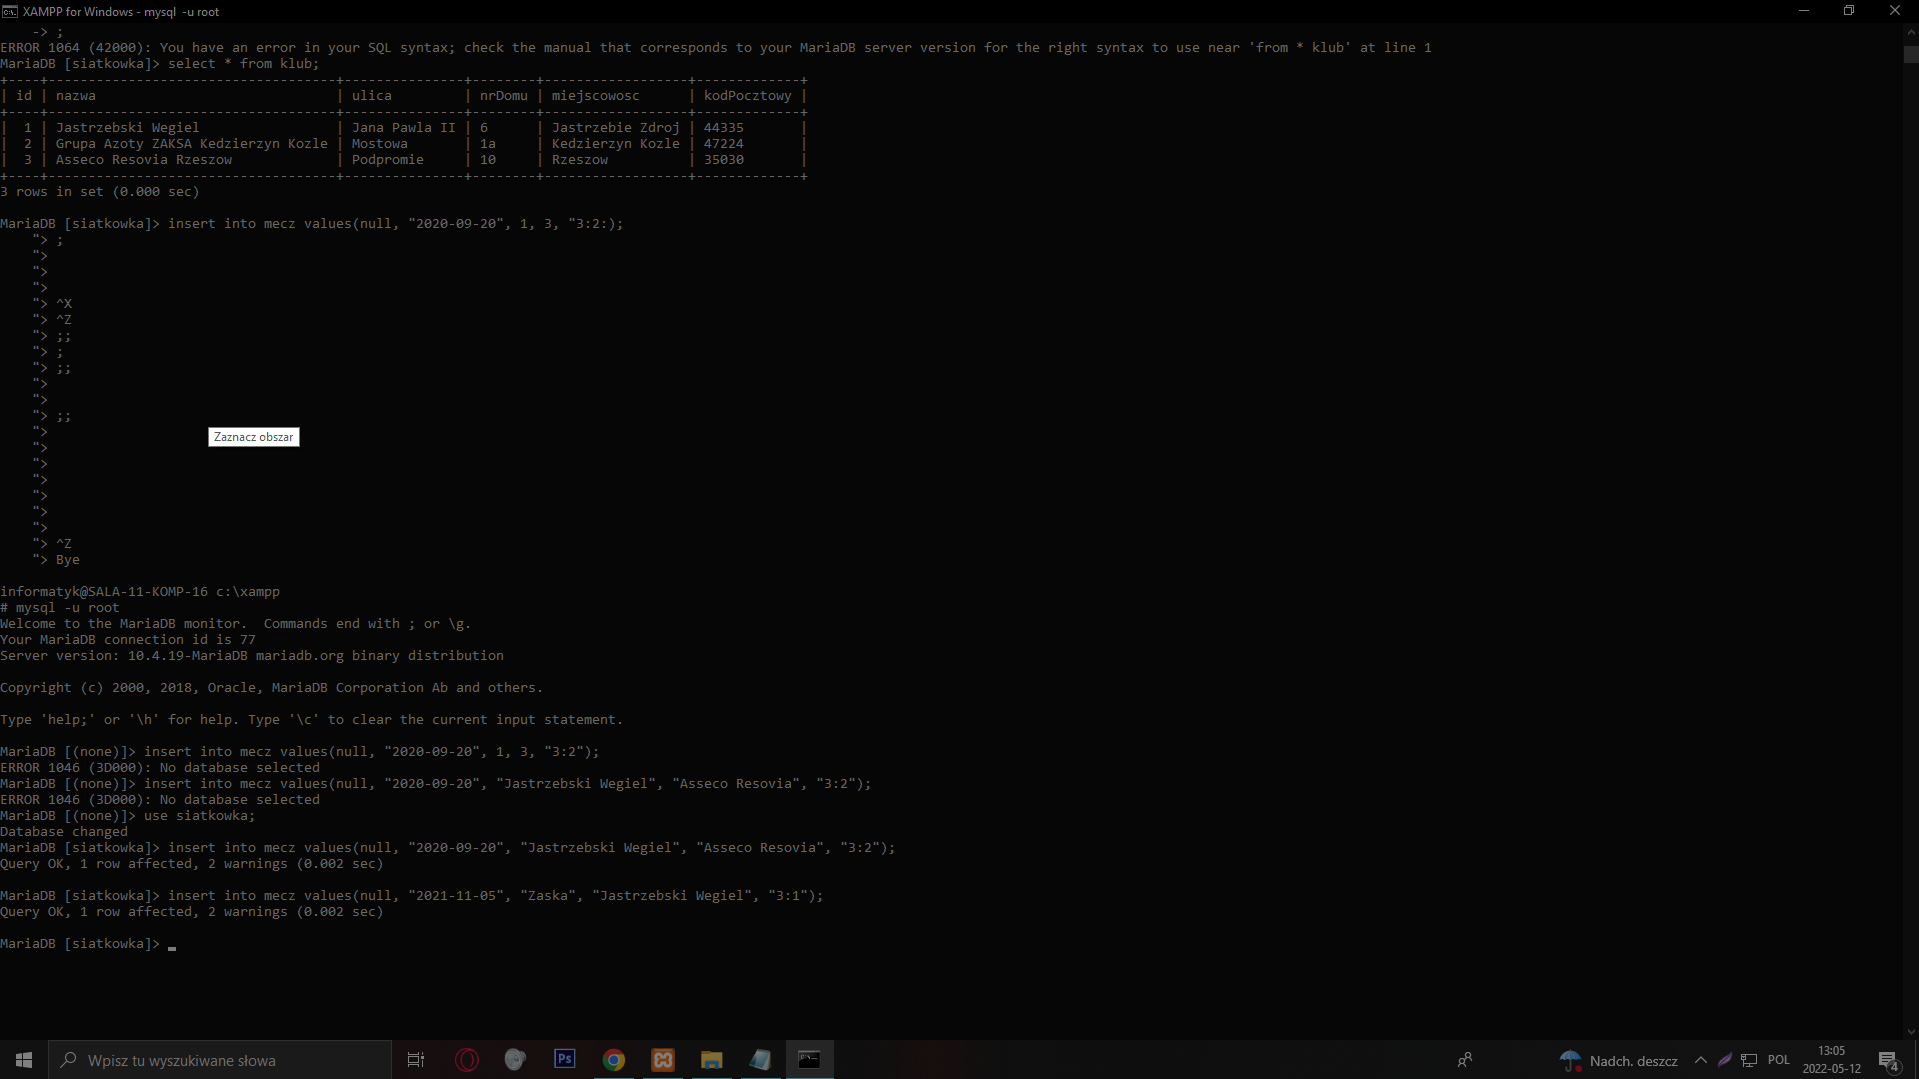 XAMPP for Windows - mysql -u root
-> ;
ERROR 1064 (42000): You have an error in your SQL syntax; check the manual that corresponds to your MariaDB server version for the right syntax to use near 'from * klub' at line 1
MariaDB [siatkowka]> select * from klub;
+----+------------------------------------+---------------+--------+------------------+-------------+
| id | nazwa | ulica | nrDomu | miejscowosc | kodPocztowy |
+----+------------------------------------+---------------+--------+------------------+-------------+
| 1 | Jastrzebski Wegiel | Jana Pawla II | 6 | Jastrzebie Zdroj | 44335 |
| 2 | Grupa Azoty ZAKSA Kedzierzyn Kozle | Mostowa | 1a | Kedzierzyn Kozle | 47224 |
| 3 | Asseco Resovia Rzeszow | Podpromie | 10 | Rzeszow | 35030 |
+----+------------------------------------+---------------+--------+------------------+-------------+
3 rows in set (0.000 sec)
MariaDB [siatkowka]> insert into mecz values(null, "2020-09-20", 1, 3, "3:2:);
"> ;
">
">
">
"> ^X
"> ^Z
"> ;;
"> ;
"> ;;
">
">
"> ;;
">
Zaznacz obszar
">
">
">
">
">
">
"> ^Z
"> Bye
informatyk@SALA-11-KOMP-16 c:\xampp
# mysql -u root
Welcome to the MariaDB monitor.  Commands end with ; or \g.
Your MariaDB connection id is 77
Server version: 10.4.19-MariaDB mariadb.org binary distribution
Copyright (c) 2000, 2018, Oracle, MariaDB Corporation Ab and others.
Type 'help;' or '\h' for help. Type '\c' to clear the current input statement.
MariaDB [(none)]> insert into mecz values(null, "2020-09-20", 1, 3, "3:2");
ERROR 1046 (3D000): No database selected
MariaDB [(none)]> insert into mecz values(null, "2020-09-20", "Jastrzebski Wegiel", "Asseco Resovia", "3:2");
ERROR 1046 (3D000): No database selected
MariaDB [(none)]> use siatkowka;
Database changed
MariaDB [siatkowka]> insert into mecz values(null, "2020-09-20", "Jastrzebski Wegiel", "Asseco Resovia", "3:2");
Query OK, 1 row affected, 2 warnings (0.002 sec)
MariaDB [siatkowka]> insert into mecz values(null, "2021-11-05", "Zaska", "Jastrzebski Wegiel", "3:1");
Query OK, 1 row affected, 2 warnings (0.002 sec)
MariaDB [siatkowka]> _
Wpisz tu wyszukiwane słowa
Ps
Nadch. deszcz
POL
13:05
2022-05-12
4